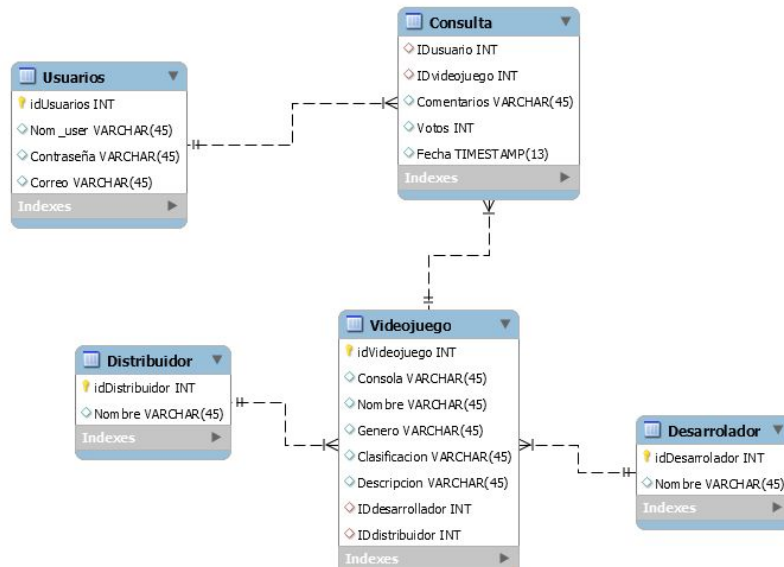 Consulta
IDusuario INT
IDvideojuego INT
Comentarios VARCHAR(45)
Votos INT
Fecha TIMESTAMP(13)
Indexes
Usuarios
idUsuarios INT
Nom_user VARCHAR(45)
Contraseña VARCHAR(45)
Correo VARCHAR(45)
Indexes
Videojuego
idVideojuego INT
Consola VARCHAR(45)
Nombre VARCHAR(45)
Genero VARCHAR(45)
Clasificacion VARCHAR(45)
Descripcion VARCHAR(45)
IDdesarrollador INT
IDdistribuidor INT
Indexes
Distribuidor
idDistribuidor INT
Nombre VARCHAR(45)
Indexes
Desarrolador
idDesarrolador INT
Nombre VARCHAR(45)
Indexes